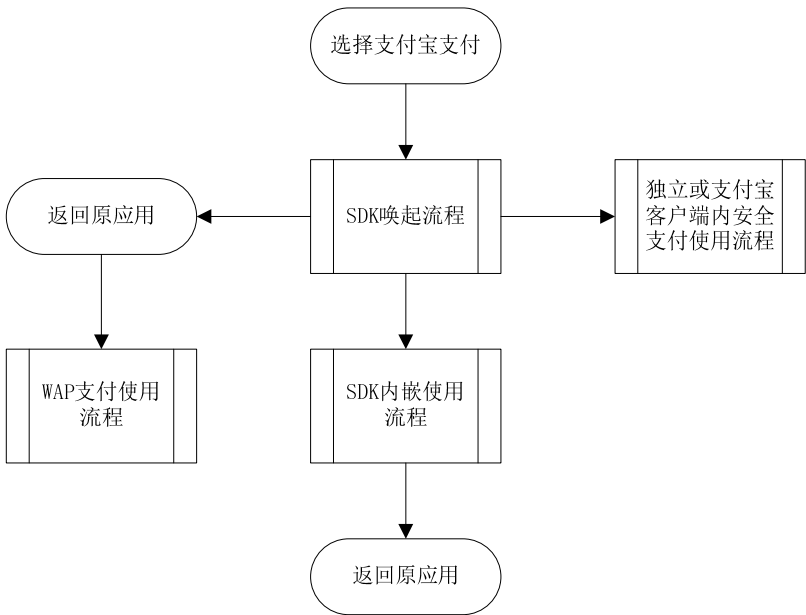 选择支付宝支付
返回原应用
SDK唤起流程
独立或支付宝
客户端内安全
支付使用流程
WAP支付使用
流程
SDK内嵌使用
流程
返回原应用